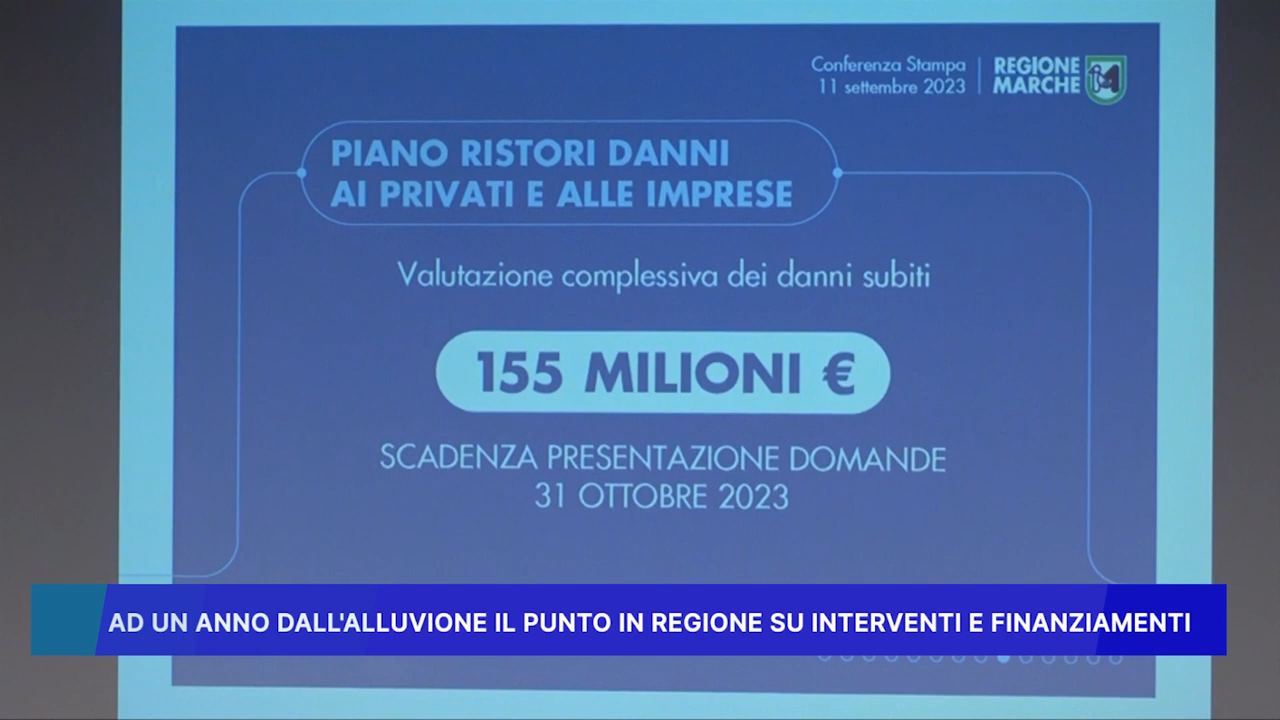 Conferenza Stampa
11 settembre 2023
REGIONE
MARCHE
PIANO RISTORI DANNI
AI PRIVATI E ALLE IMPRESE
Valutazione complessiva dei danni subiti
155 MILIONI €
SCADENZA PRESENTAZIONE DOMANDE
31 OTTOBRE 2023
AD UN ANNO DALL'ALLUVIONE IL PUNTO IN REGIONE SU INTERVENTI E FINANZIAMENTI